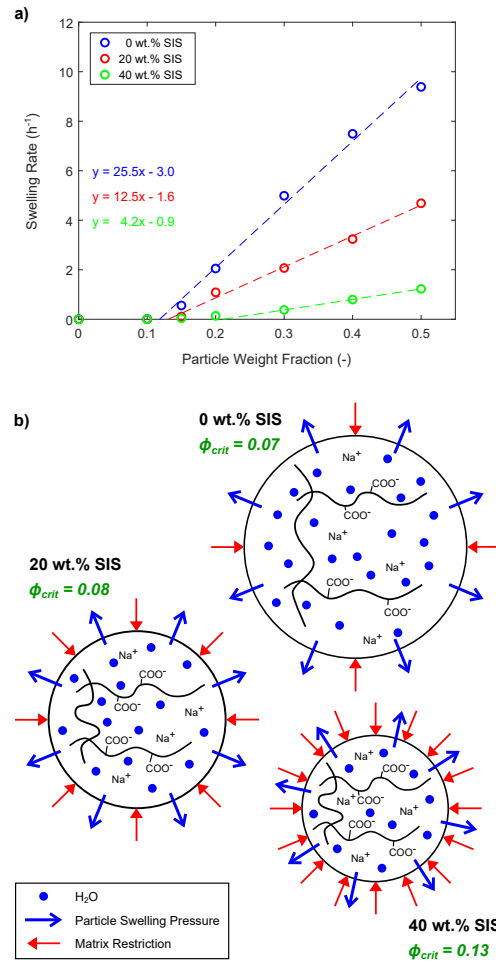 a)
0 wt.% SIS
20 wt.% SIS
40 wt.% SIS
12
10
8
6
4
2
0
Swelling Rate (h⁻¹)
y = 25.5x - 3.0
y = 12.5x - 1.6
y = 4.2x - 0.9
0 0.1 0.2 0.3 0.4 0.5
Particle Weight Fraction (-)
b)
0 wt.% SIS
ϕcrit = 0.07
Na⁺
COO⁻
COO⁻
Na⁺
Na⁺
COO⁻
COO⁻
Na⁺
20 wt.% SIS
ϕcrit = 0.08
Na⁺
COO⁻
COO⁻
Na⁺
Na⁺
COO⁻
COO⁻
Na⁺
Na⁺
COO⁻
Na⁺
COO⁻
Na⁺
COO⁻
COO⁻
Na⁺
40 wt.% SIS
ϕcrit = 0.13
H₂O
Particle Swelling Pressure
Matrix Restriction